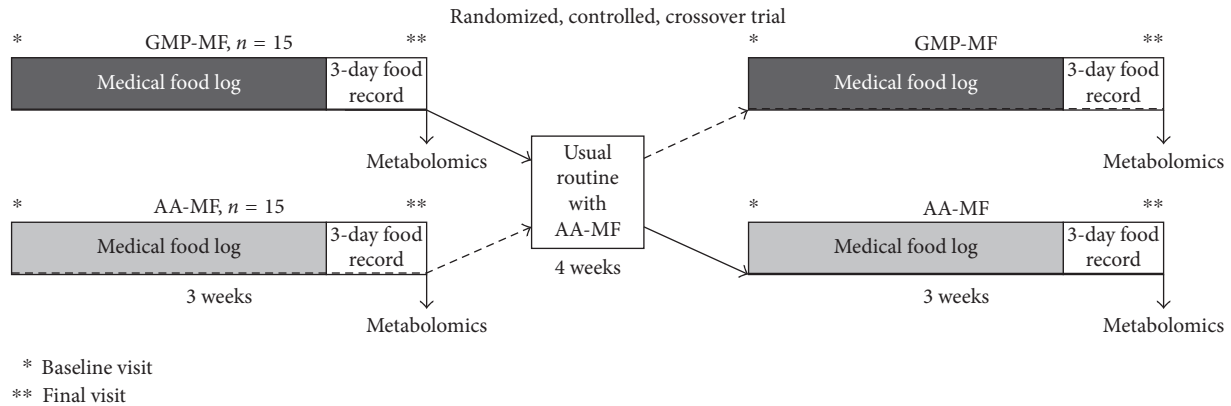 Randomized, controlled, crossover trial
* GMP-MF, n = 15 **
Medical food log
3-day food
record
Metabolomics
* AA-MF, n = 15 **
Medical food log
3-day food
record
3 weeks
Metabolomics
Usual
routine
with
AA-MF
4 weeks
* GMP-MF **
Medical food log
3-day food
record
Metabolomics
* AA-MF **
Medical food log
3-day food
record
3 weeks
Metabolomics
* Baseline visit
** Final visit